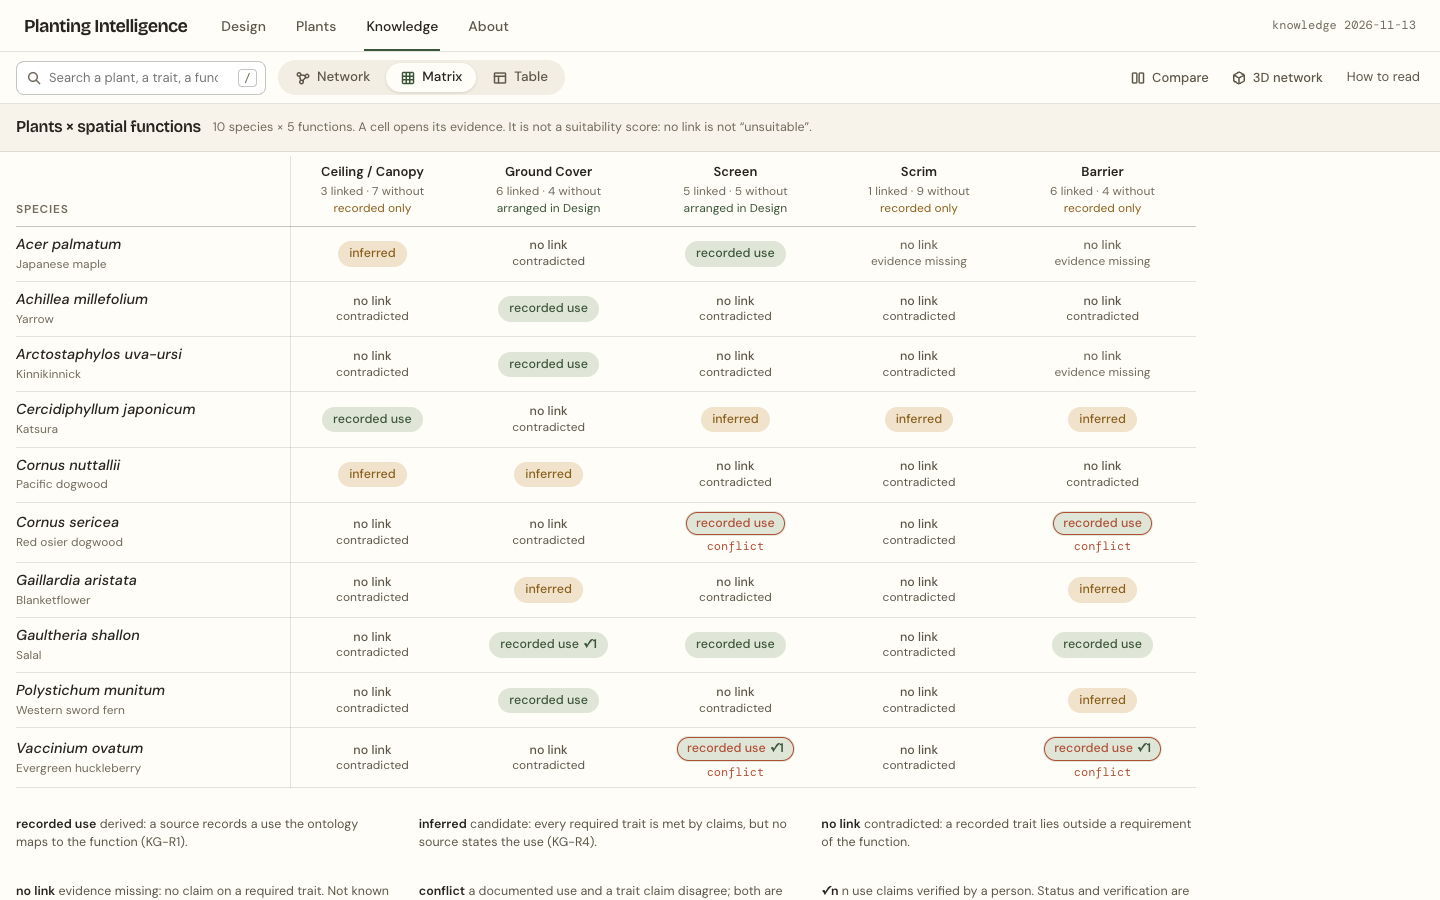 Planting Intelligence Design Plants Knowledge About knowledge 2026-11-13
Search a plant, a trait, a func / Network Matrix Table Compare 3D network How to read
Plants × spatial functions 10 species × 5 functions. A cell opens its evidence. It is not a suitability score: no link is not “unsuitable”.
Ceiling / Canopy Ground Cover Screen Scrim Barrier
3 linked · 7 without 6 linked · 4 without 5 linked · 5 without 1 linked · 9 without 6 linked · 4 without
SPECIES recorded only arranged in Design arranged in Design recorded only recorded only
Acer palmatum inferred no link recorded use no link no link
Japanese maple contradicted evidence missing evidence missing
Achillea millefolium no link recorded use no link no link no link
Yarrow contradicted contradicted contradicted contradicted
Arctostaphylos uva-ursi no link recorded use no link no link no link
Kinnikinnick contradicted contradicted contradicted evidence missing
Cercidiphyllum japonicum recorded use no link inferred inferred inferred
Katsura contradicted
Cornus nuttallii inferred inferred no link no link no link
Pacific dogwood contradicted contradicted contradicted
Cornus sericea no link no link recorded use no link recorded use
Red osier dogwood contradicted contradicted conflict contradicted conflict
Gaillardia aristata no link inferred no link no link inferred
Blanketflower contradicted contradicted contradicted
Gaultheria shallon no link recorded use ✓1 recorded use no link recorded use
Salal contradicted contradicted
Polystichum munitum no link recorded use no link no link inferred
Western sword fern contradicted contradicted contradicted
Vaccinium ovatum no link no link recorded use ✓1 no link recorded use ✓1
Evergreen huckleberry contradicted contradicted conflict contradicted conflict
recorded use derived: a source records a use the ontology
maps to the function (KG-R1).
inferred candidate: every required trait is met by claims, but no
source states the use (KG-R4).
no link contradicted: a recorded trait lies outside a requirement
of the function.
no link evidence missing: no claim on a required trait. Not known
conflict a documented use and a trait claim disagree; both are
✓n n use claims verified by a person. Status and verification are